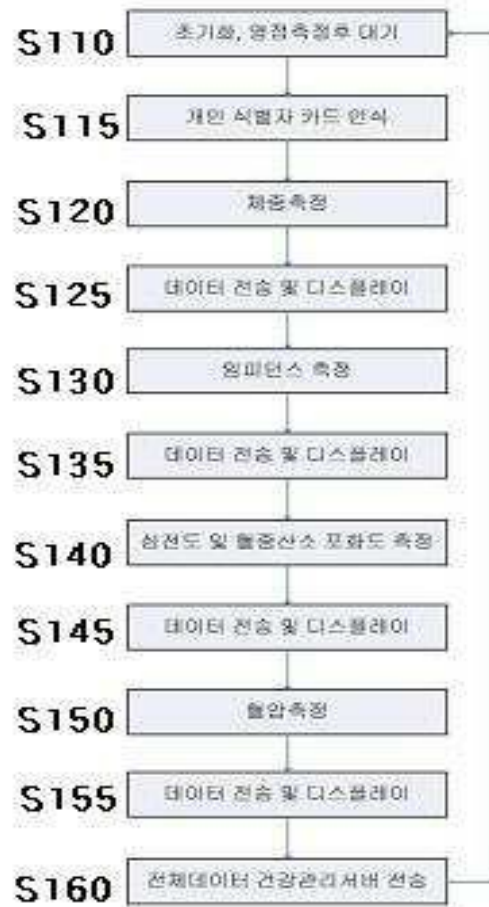 S110 초기화, 영점측정후 대기
S115 개인 식별자 카드 인식
S120 체중측정
S125 데이터 전송 및 디스플레이
S130 임피던스 측정
S135 데이터 전송 및 디스플레이
S140 심전도 및 혈중산소 포화도 측정
S145 데이터 전송 및 디스플레이
S150 혈압측정
S155 데이터 전송 및 디스플레이
S160 전체데이터 건강관리서버 전송